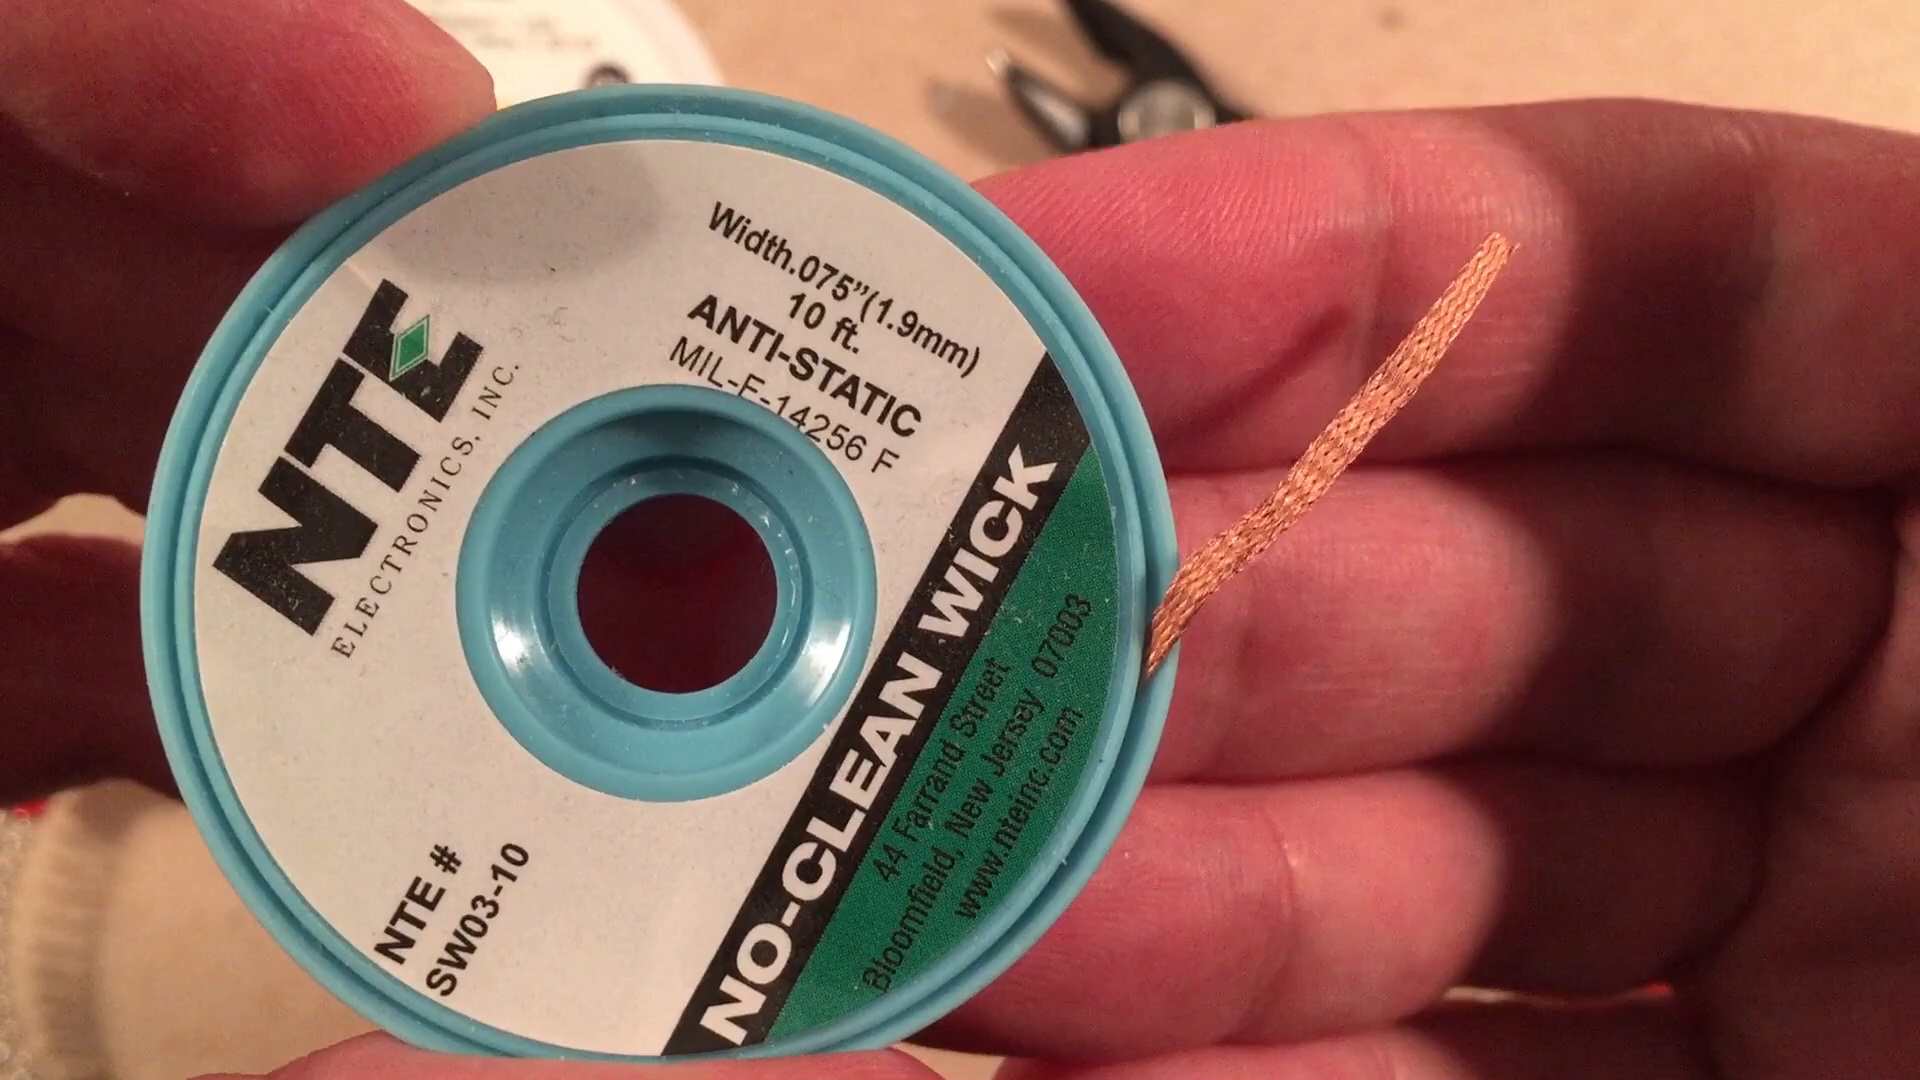 NTE
ELECTRONICS, INC.
Width.075”(1.9mm)
10 ft.
ANTI-STATIC
MIL-F-14256 F
NO-CLEAN WICK
44 Farrand Street
Bloomfield, New Jersey 07003
www.nteinc.com
NTE #
SW03-10